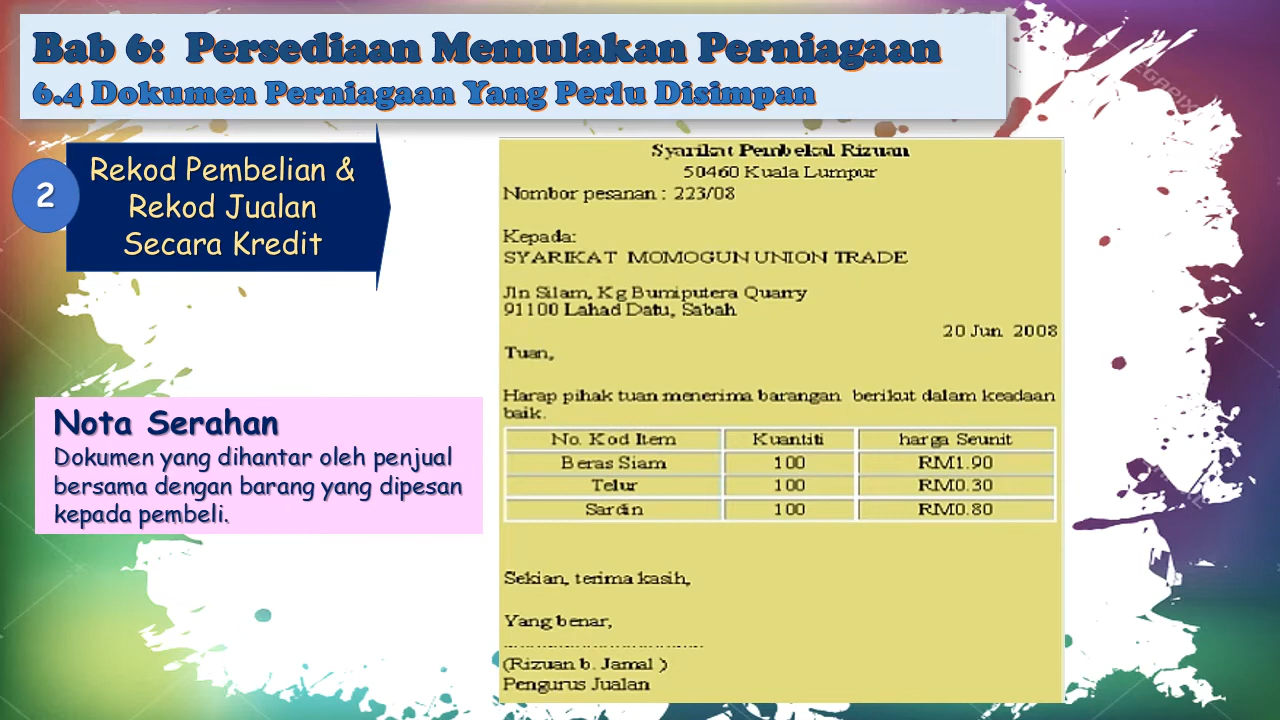 Bab 6: Persediaan Memulakan Perniagaan
6.4 Dokumen Perniagaan Yang Perlu Disimpan
2
Rekod Pembelian &
Rekod Jualan
Secara Kredit
Nota Serahan
Dokumen yang dihantar oleh penjual
bersama dengan barang yang dipesan
kepada pembeli.
Syarikat Pembekal Rizuan
50460 Kuala Lumpur
Nombor pesanan : 223/08
Kepada:
SYARIKAT MOMOGUN UNION TRADE
Jln Silam, Kg Bumiputera Quarry
91100 Lahad Datu, Sabah
20 Jun 2008
Tuan,
Harap pihak tuan menerima barangan berikut dalam keadaan
baik.
No. Kod Item Kuantiti harga Seunit
Beras Siam 100 RM1.90
Telur 100 RM0.30
Sardin 100 RM0.80
Sekian, terima kasih,
Yang benar,
(Rizuan b. Jamal )
Pengurus Jualan